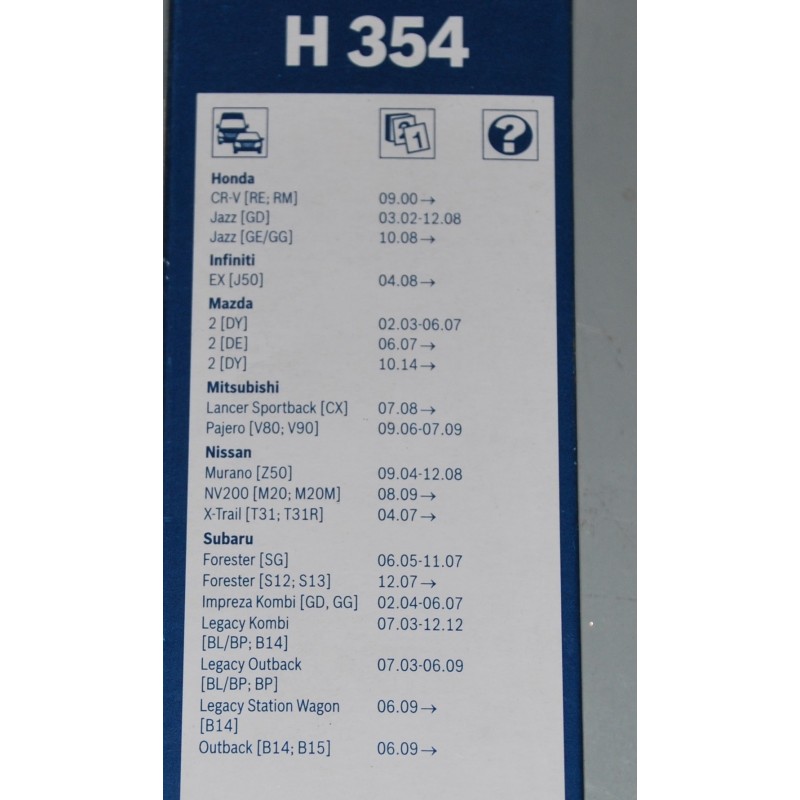 H 354
2 1 ?
Honda
CR-V [RE; RM] 09.00→
Jazz [GD] 03.02-12.08
Jazz [GE/GG] 10.08→
Infiniti
EX [J50] 04.08→
Mazda
2 [DY] 02.03-06.07
2 [DE] 06.07→
2 [DY] 10.14→
Mitsubishi
Lancer Sportback [CX] 07.08→
Pajero [V80; V90] 09.06-07.09
Nissan
Murano [Z50] 09.04-12.08
NV200 [M20; M20M] 08.09→
X-Trail [T31; T31R] 04.07→
Subaru
Forester [SG] 06.05-11.07
Forester [S12; S13] 12.07→
Impreza Kombi [GD, GG] 02.04-06.07
Legacy Kombi 07.03-12.12
[BL/BP; B14]
Legacy Outback 07.03-06.09
[BL/BP; BP]
Legacy Station Wagon 06.09→
[B14]
Outback [B14; B15] 06.09→